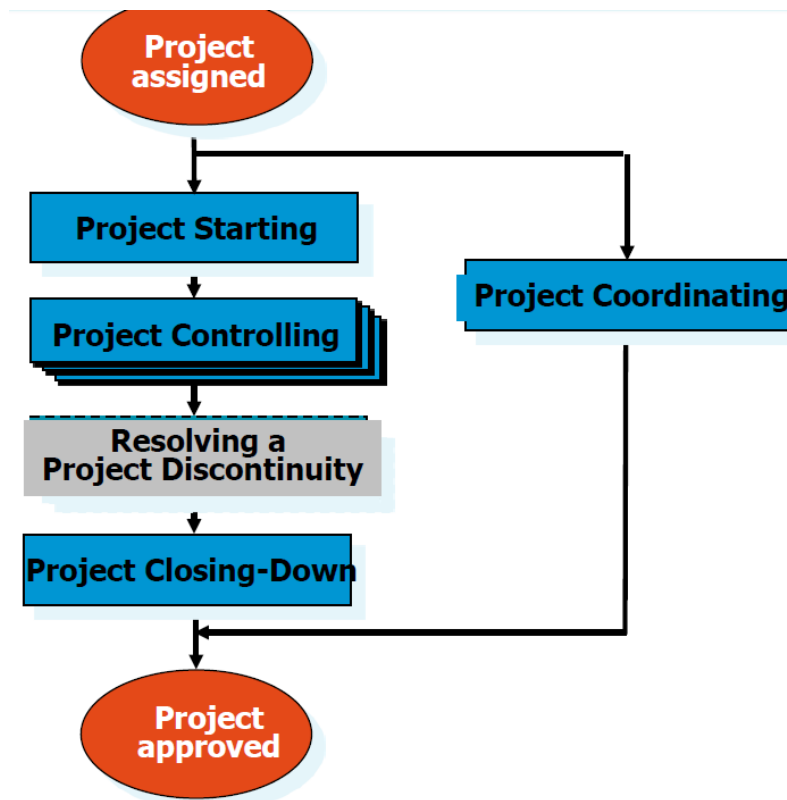 Project
assigned
Project Starting
Project Coordinating
Project Controlling
Resolving a
Project Discontinuity
Project Closing-Down
Project
approved